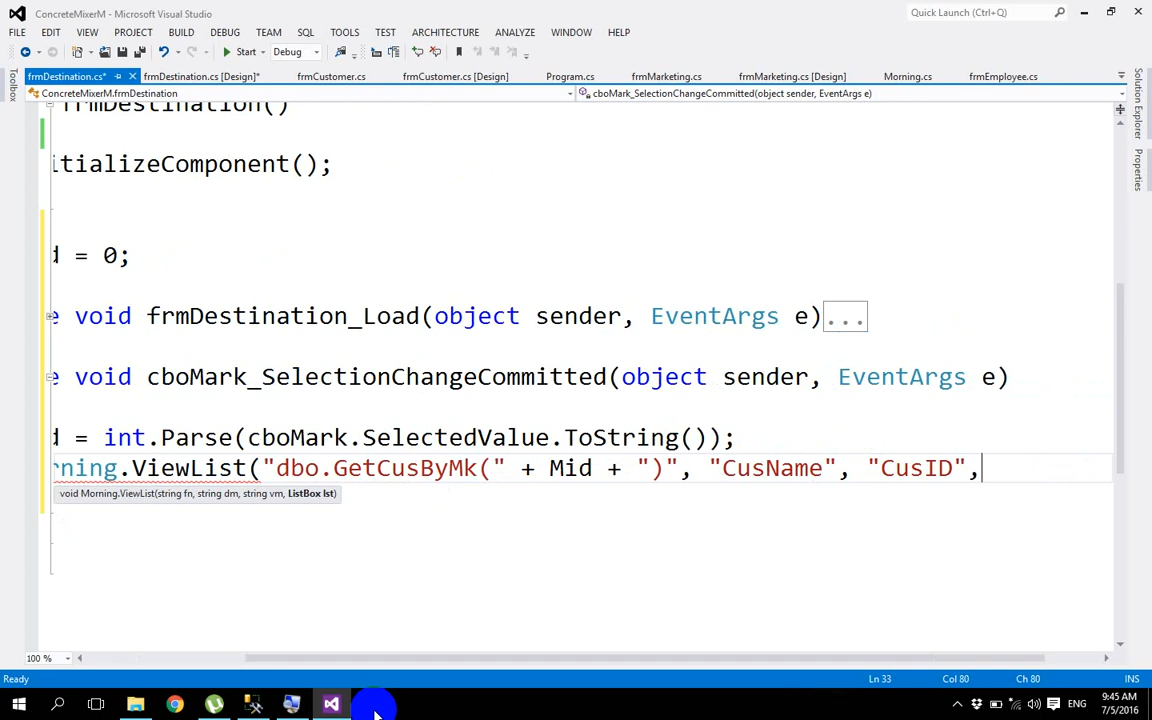 ConcreteMixerM - Microsoft Visual Studio
Quick Launch (Ctrl+Q)
FILE EDIT VIEW PROJECT BUILD DEBUG TEAM SQL TOOLS TEST ARCHITECTURE ANALYZE WINDOW HELP
Start Debug
frmDestination.cs* frmDestination.cs [Design]* frmCustomer.cs frmCustomer.cs [Design] Program.cs frmMarketing.cs frmMarketing.cs [Design] Morning.cs frmEmployee.cs
ConcreteMixerM.frmDestination cboMark_SelectionChangeCommitted(object sender, EventArgs e)
Toolbox
Solution Explorer
Properties
frmDestination()
itializeComponent();
d = 0;
e void frmDestination_Load(object sender, EventArgs e)...
e void cboMark_SelectionChangeCommitted(object sender, EventArgs e)
d = int.Parse(cboMark.SelectedValue.ToString());
rning.ViewList("dbo.GetCusByMk(" + Mid + ")", "CusName", "CusID",
void Morning.ViewList(string fn, string dm, string vm, ListBox lst)
100 %
Ready Ln 33 Col 80 Ch 80 INS
ENG
9:45 AM
7/5/2016